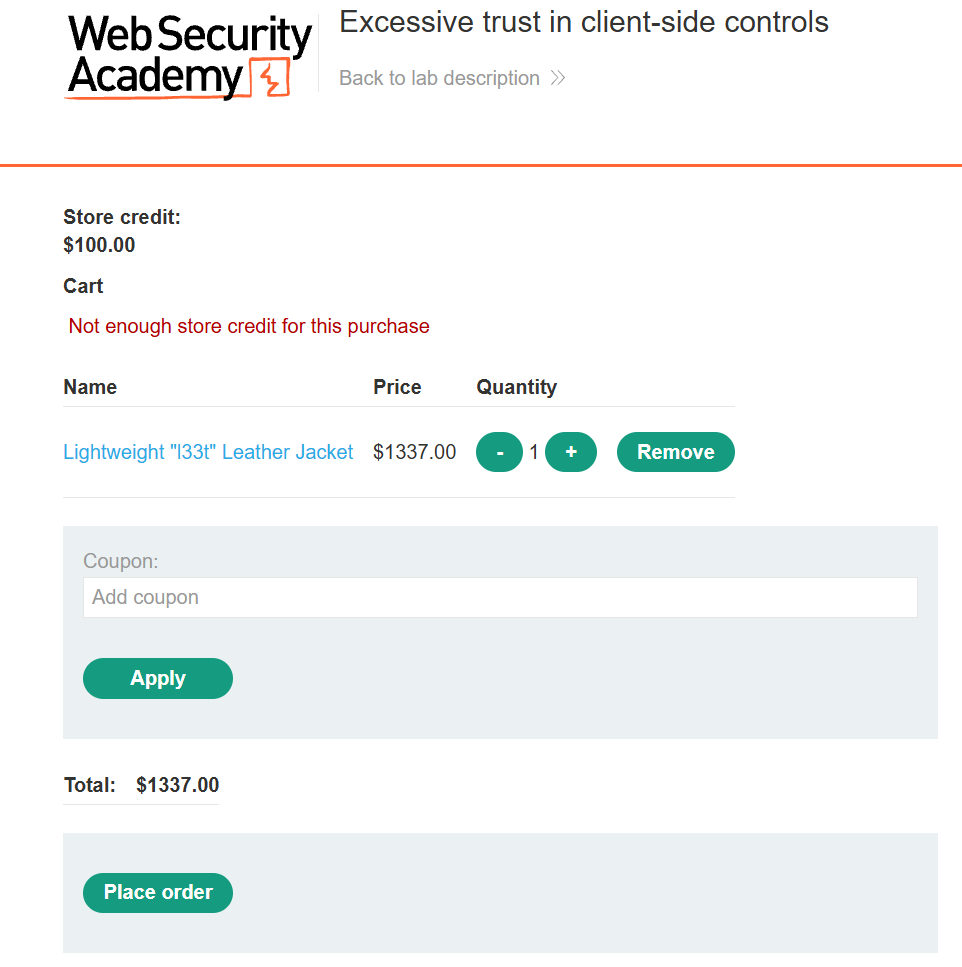 Web Security
Academy
Excessive trust in client-side controls
Back to lab description
Store credit:
$100.00
Cart
Not enough store credit for this purchase
Name Price Quantity
Lightweight "l33t" Leather Jacket $1337.00 - 1 + Remove
Coupon:
Add coupon
Apply
Total: $1337.00
Place order